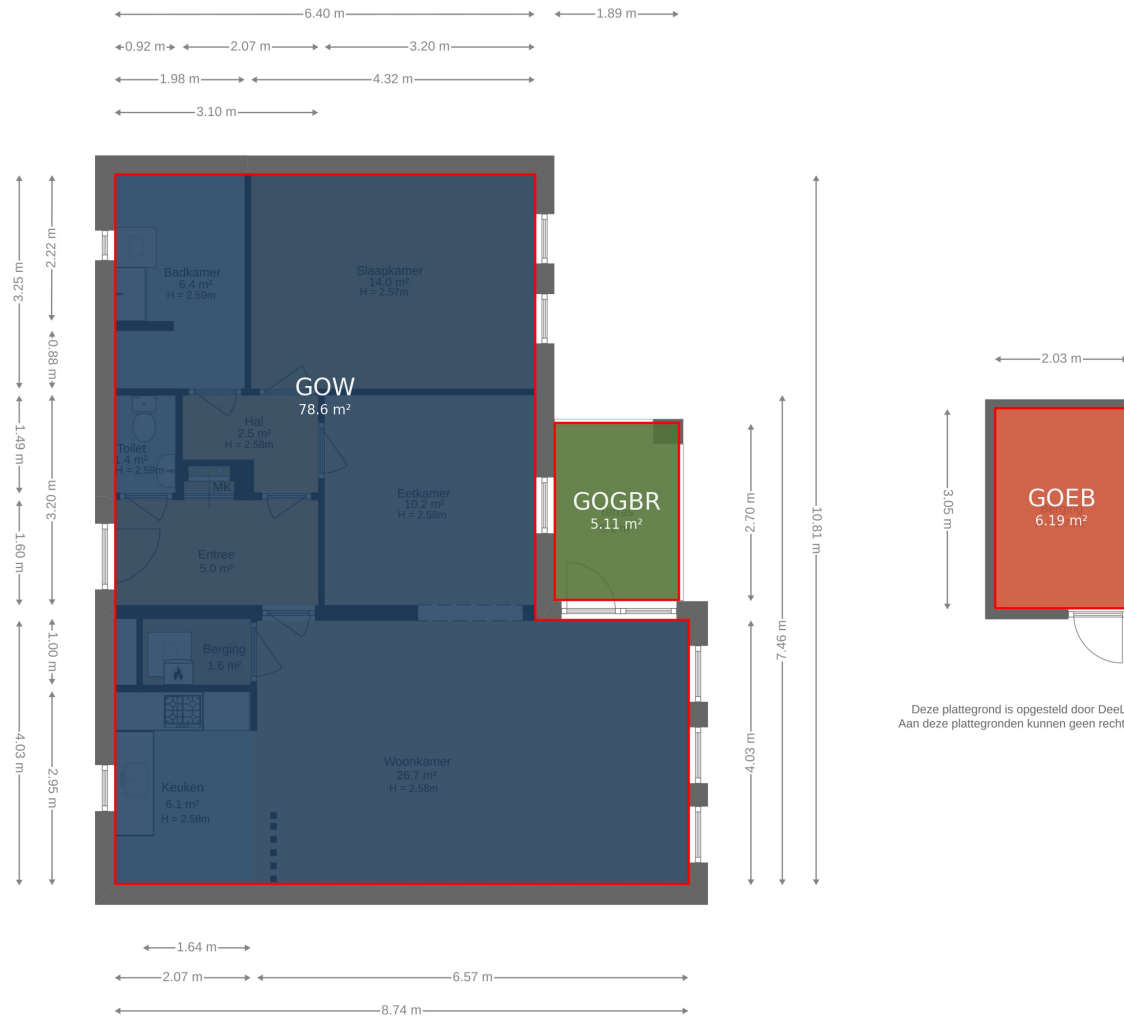 6.40 m
1.89 m
0.92 m
2.07 m
3.20 m
1.98 m
4.32 m
3.10 m
3.25 m
2.22 m
0.88 m
1.49 m
3.02 m
1.60 m
1.00 m
4.03 m
2.95 m
Badkamer
6.4 m²
H = 2.59m
Slaapkamer
14.0 m²
H = 2.57m
GOW
78.6 m²
Hal
2.5 m²
H = 2.58m
Toilet
1.4 m²
H = 2.59m
MK
Eetkamer
10.2 m²
H = 2.58m
Entree
5.0 m²
GOGBR
5.11 m²
Berging
1.6 m²
Woonkamer
26.7 m²
H = 2.58m
Keuken
6.1 m²
H = 2.58m
2.70 m
10.81 m
7.46 m
4.03 m
1.64 m
2.07 m
6.57 m
8.74 m
2.03 m
3.05 m
GOEB
6.19 m²
Deze plattegrond is opgesteld door DeeL
Aan deze plattegronden kunnen geen recht